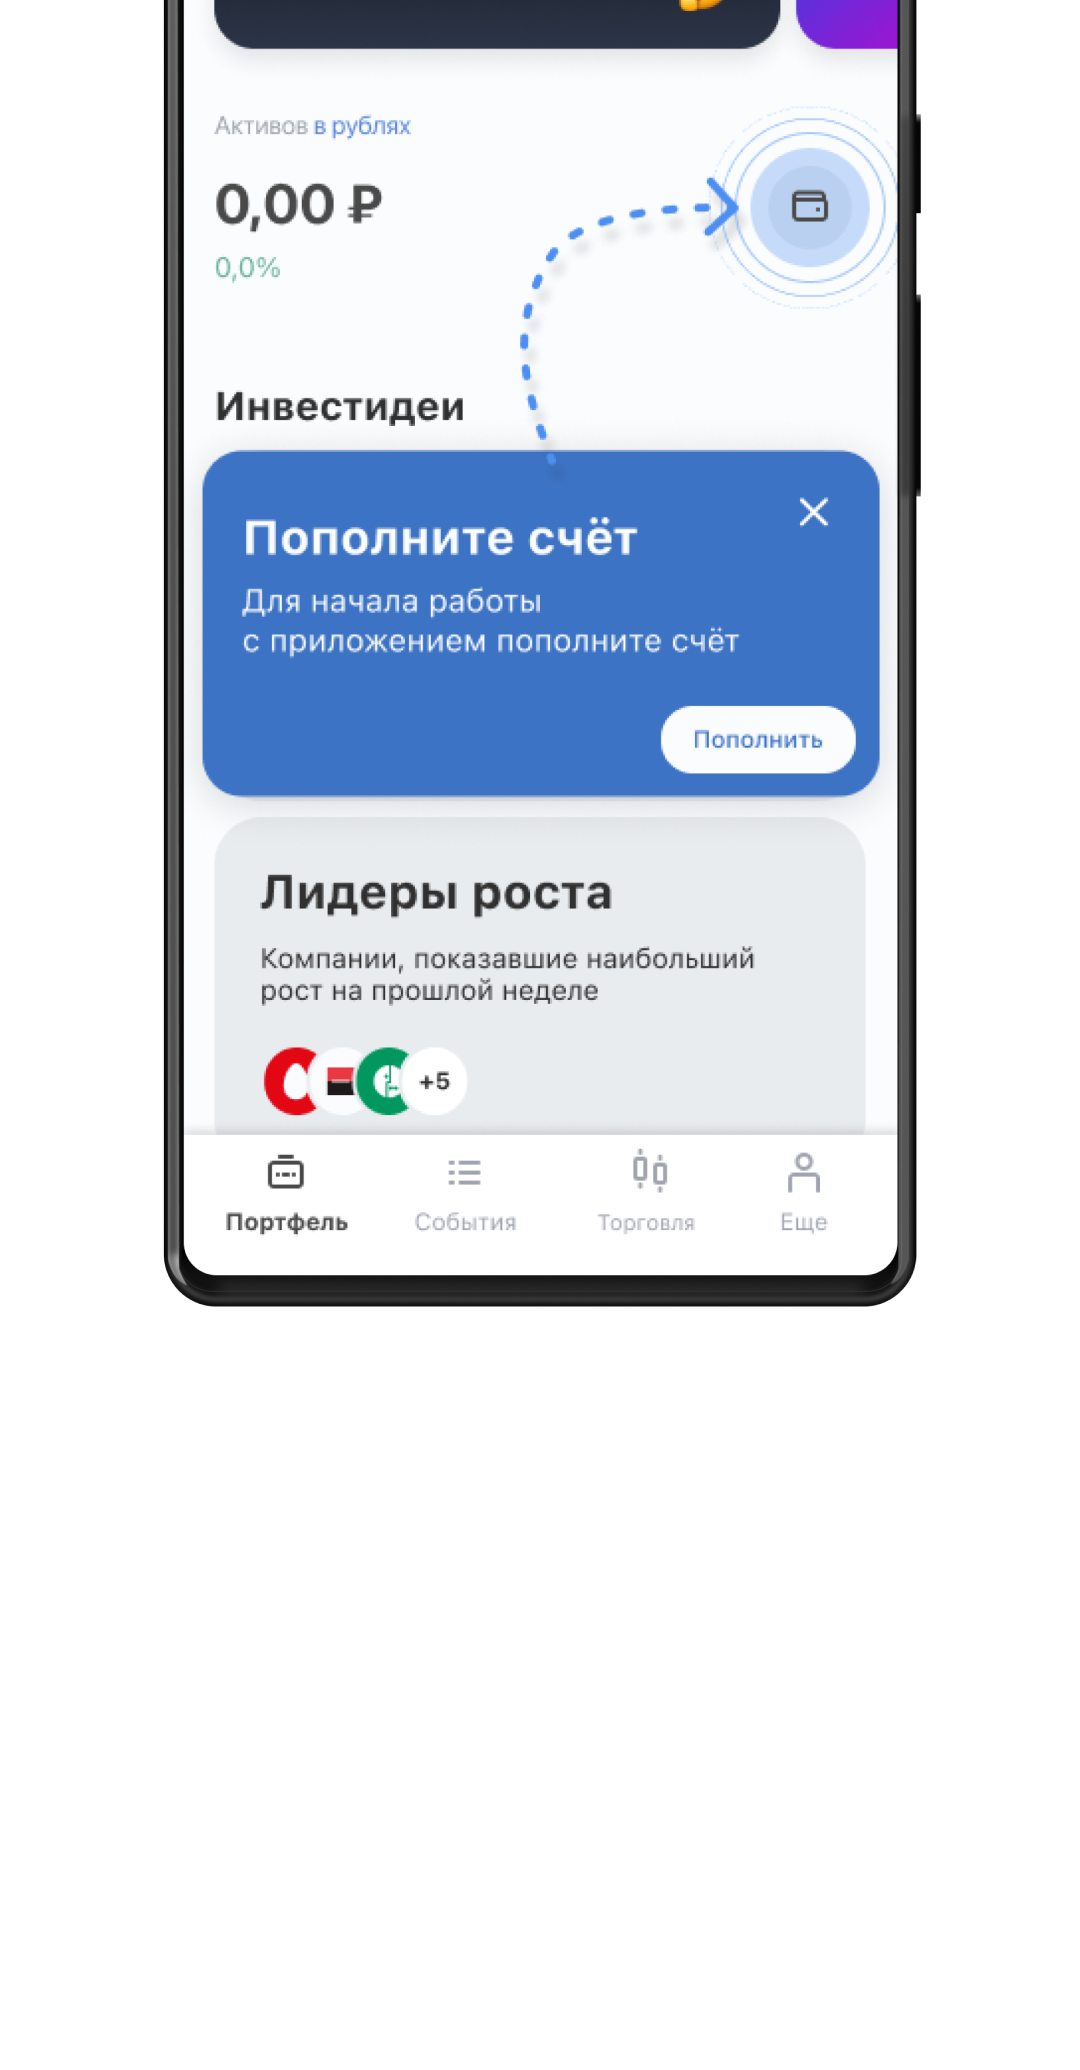 Активов в рублях
0,00 ₽
0,0%
Инвестидеи
Пополните счёт
Для начала работы
с приложением пополните счёт
Пополнить
Лидеры роста
Компании, показавшие наибольший
рост на прошлой неделе
+5
Портфель
События
Торговля
Еще